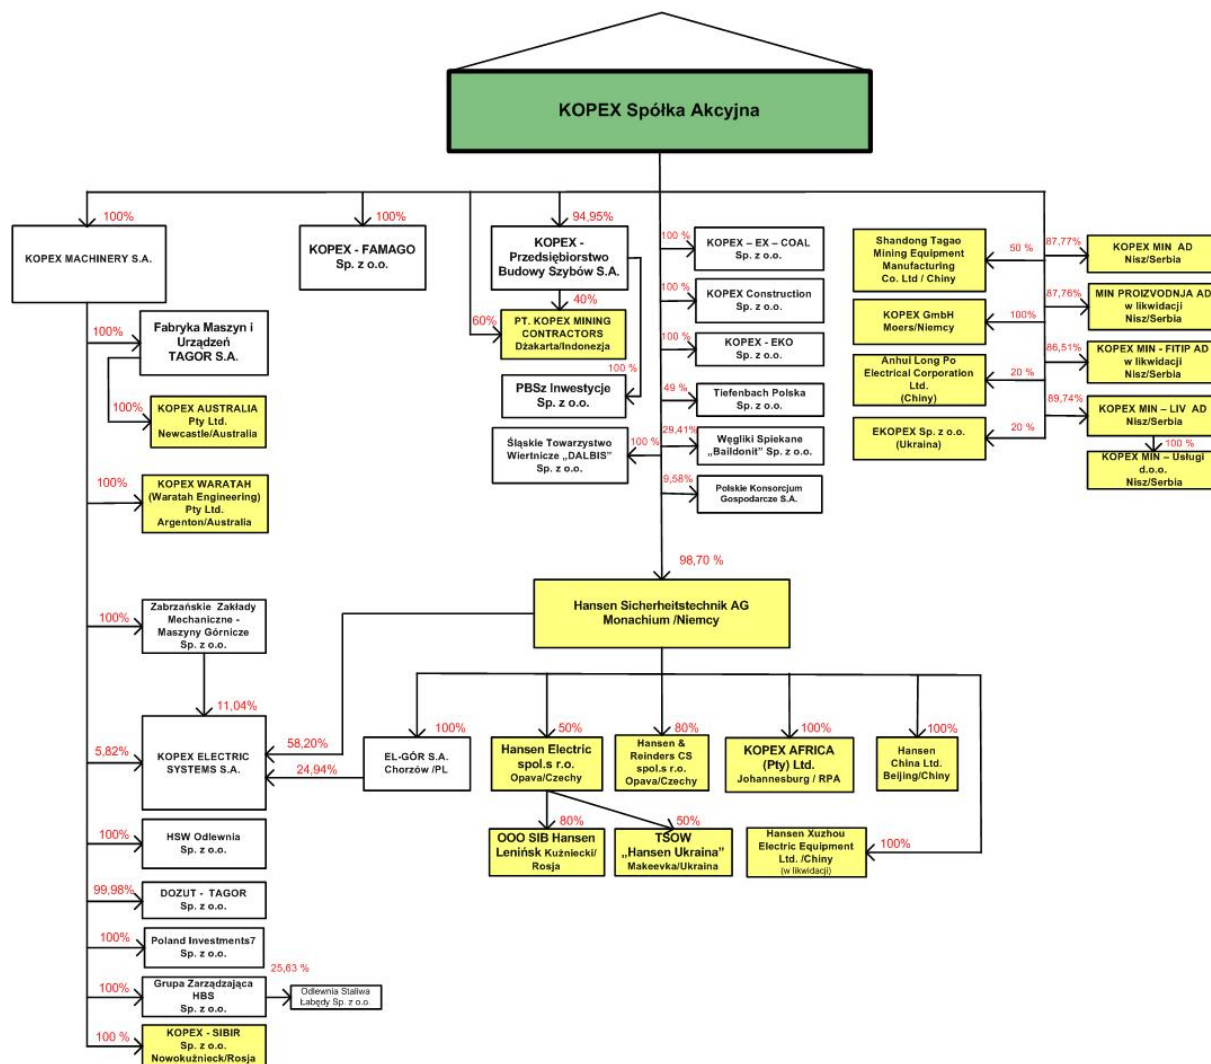 KOPEX Spółka Akcyjna
100%
KOPEX MACHINERY S.A.
100%
KOPEX - FAMAGO
Sp. z o.o.
94,95%
KOPEX -
Przedsiębiorstwo
Budowy Szybów S.A.
40%
60%
PT. KOPEX MINING
CONTRACTORS
Dżakarta/Indonezja
100 %
PBSz Inwestycje
Sp. z o.o.
Śląskie Towarzystwo
Wiertnicze „DALBIS”
Sp. z o.o.
100 %
100 %
KOPEX – EX – COAL
Sp. z o.o.
100 %
KOPEX Construction
Sp. z o.o.
100 %
KOPEX - EKO
Sp. z o.o.
49 %
Tiefenbach Polska
Sp. z o.o.
29,41%
Węgliki Spiekane
„Baildonit” Sp. z o.o.
9,58%
Polskie Konsorcjum
Gospodarcze S.A.
Shandong Tagao
Mining Equipment
Manufacturing
Co. Ltd / Chiny
50 %
KOPEX GmbH
Moers/Niemcy
100%
Anhui Long Po
Electrical Corporation
Ltd.
(Chiny)
20 %
EKOPEX Sp. z o.o.
(Ukraina)
20 %
87,77%
KOPEX MIN AD
Nisz/Serbia
87,76%
MIN PROIZVODNJA AD
w likwidacji
Nisz/Serbia
86,51%
KOPEX MIN - FITIP AD
w likwidacji
Nisz/Serbia
89,74%
KOPEX MIN – LIV AD
Nisz/Serbia
100 %
KOPEX MIN – Usługi
d.o.o.
Nisz/Serbia
100%
Fabryka Maszyn i
Urządzeń
TAGOR S.A.
100%
KOPEX AUSTRALIA
Pty Ltd.
Newcastle/Australia
100%
KOPEX WARATAH
(Waratah Engineering)
Pty Ltd.
Argenton/Australia
98,70 %
Hansen Sicherheitstechnik AG
Monachium /Niemcy
100%
Zabrzańskie Zakłady
Mechaniczne -
Maszyny Górnicze
Sp. z o.o.
11,04%
5,82%
KOPEX ELECTRIC
SYSTEMS S.A.
58,20%
24,94%
100%
EL-GÓR S.A.
Chorzów /PL
50%
Hansen Electric
spol.s r.o.
Opava/Czechy
80%
Hansen &
Reinders CS
spol.s r.o.
Opava/Czechy
100%
KOPEX AFRICA
(Pty) Ltd.
Johannesburg / RPA
100%
Hansen
China Ltd.
Beijing/Chiny
80%
OOO SIB Hansen
Lenińsk Kuźniecki/
Rosja
50%
TSOW
„Hansen Ukraina”
Makeevka/Ukraina
Hansen Xuzhou
Electric Equipment
Ltd. /Chiny
(w likwidacji)
100%
100%
HSW Odlewnia
Sp. z o.o.
99,98%
DOZUT - TAGOR
Sp. z o.o.
100%
Poland Investments7
Sp. z o.o.
100%
Grupa Zarządzająca
HBS
Sp. z o.o.
25,63 %
Odlewnia Staliwa
Łabędy Sp. z o.o.
100 %
KOPEX - SIBIR
Sp. z o.o.
Nowokuźnieck/Rosja